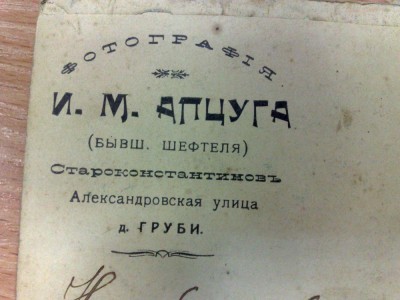 ФОТОГРАФІЯ
И. М. АПЦУГА
(БЫВШ. ШЕФТЕЛЯ)
Староконстантиновъ
Александровская улица
д. ГРУБИ.